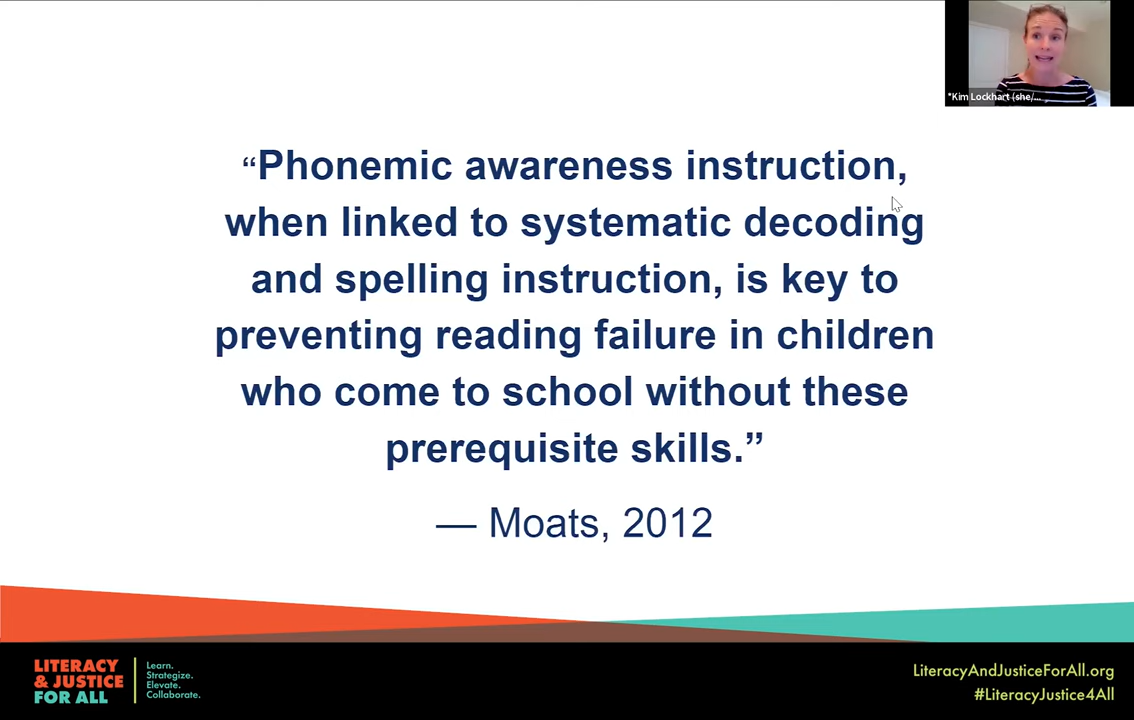 *Kim Lockhart (she/...
“Phonemic awareness instruction,
when linked to systematic decoding
and spelling instruction, is key to
preventing reading failure in children
who come to school without these
prerequisite skills.”
— Moats, 2012
LITERACY
& JUSTICE
FOR ALL
Learn.
Strategize.
Elevate.
Collaborate.
LiteracyAndJusticeForAll.org
#LiteracyJustice4All